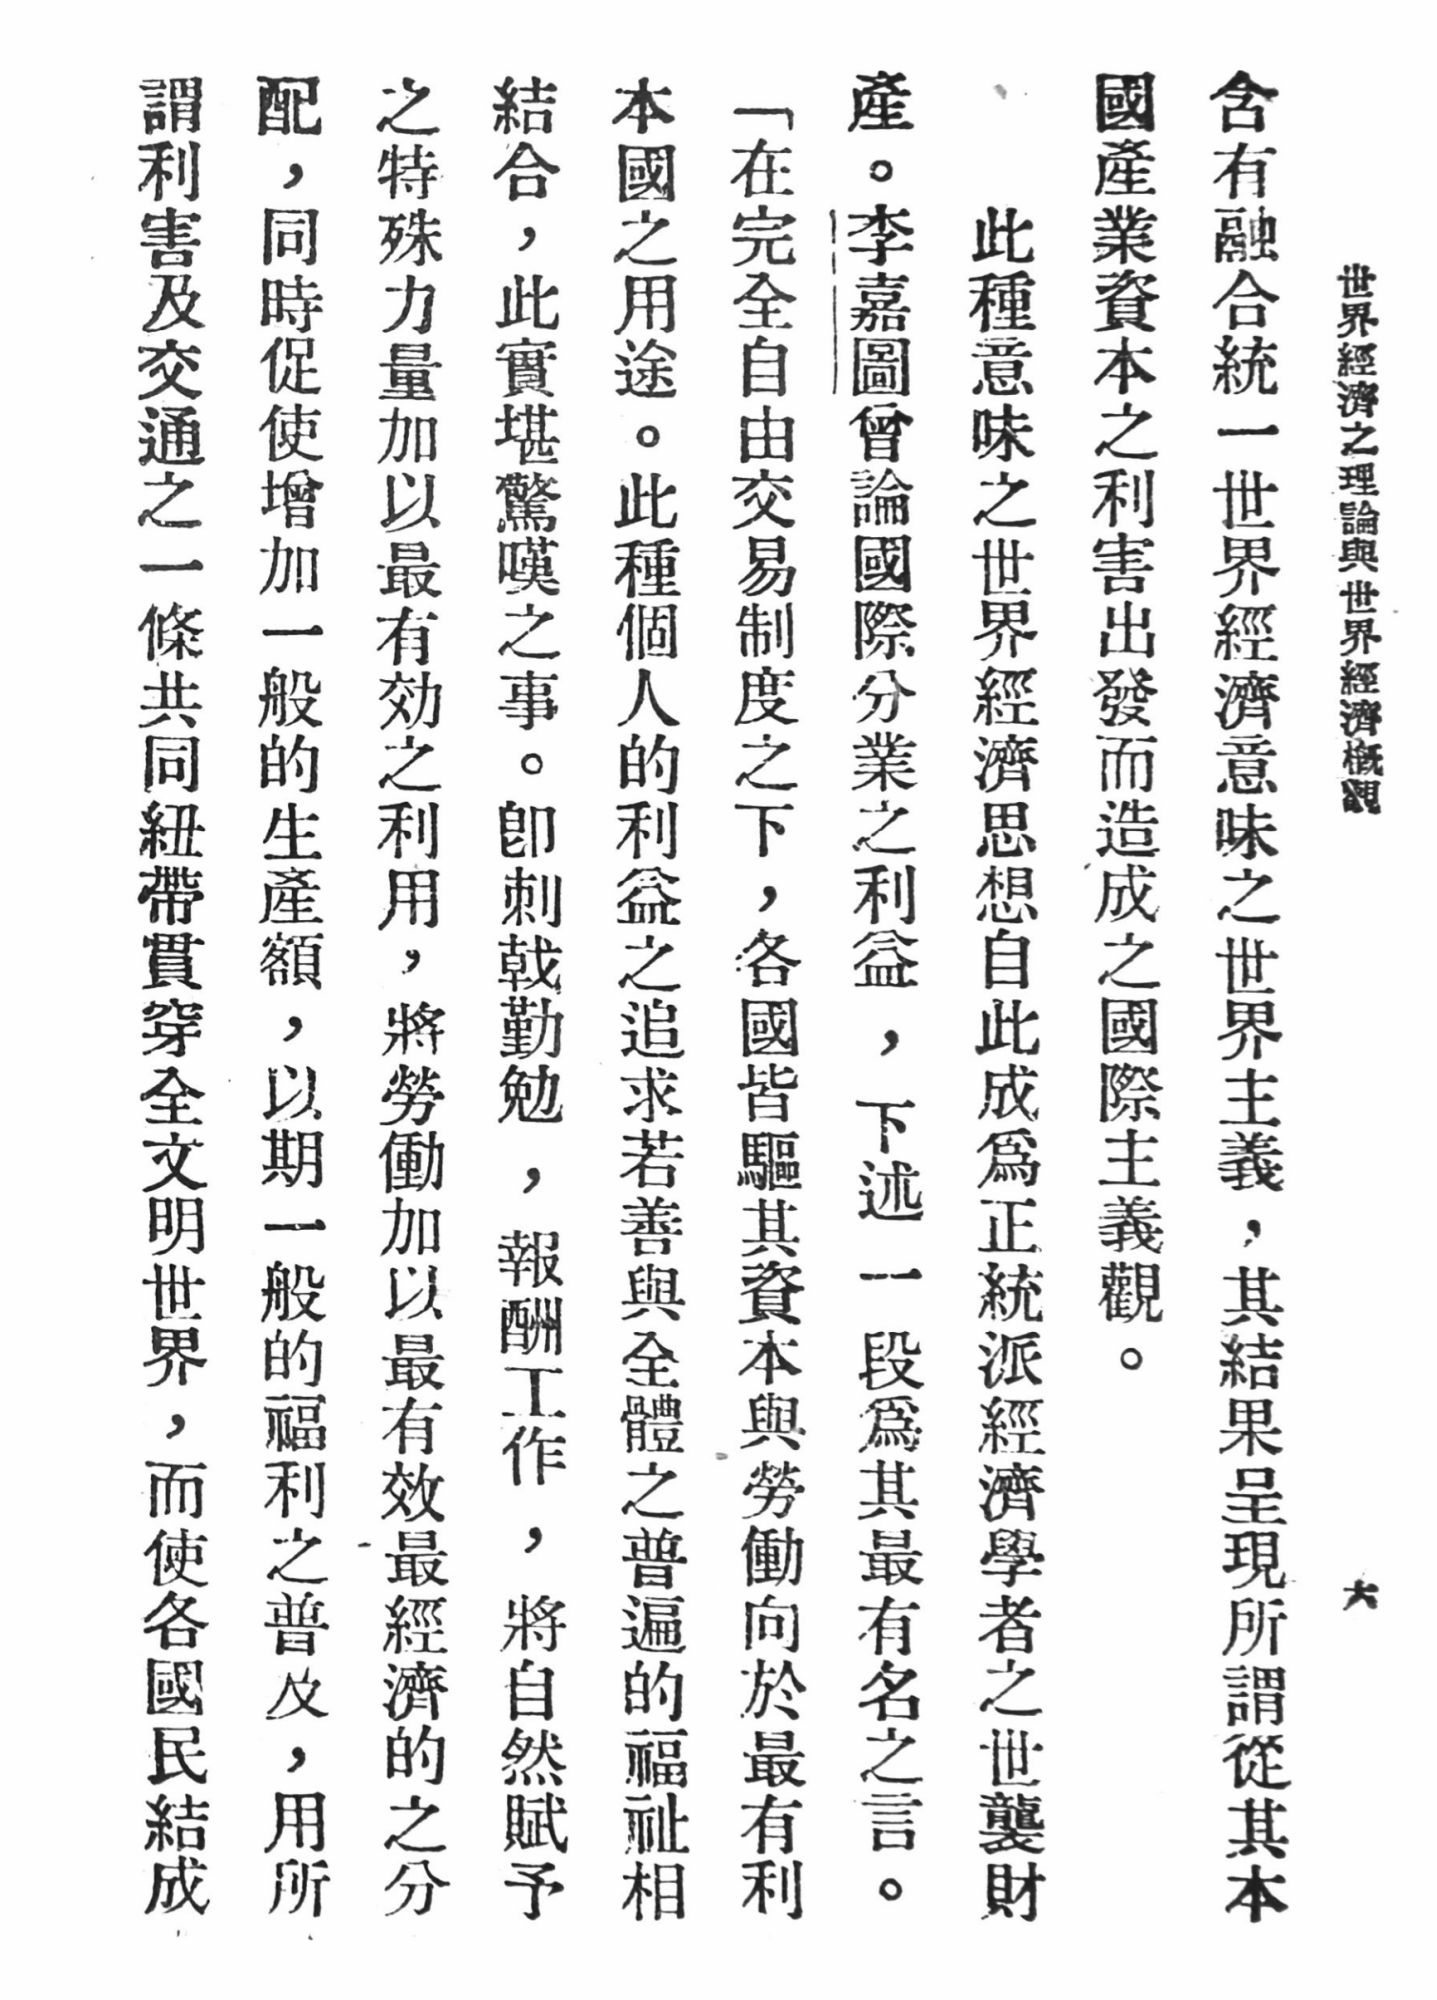 世界經濟之理論與世界經濟槪觀
六
含有融合統一世界經濟意味之世界主義，其結果呈現所謂從其本
國產業資本之利害出發而造成之國際主義觀。
此種意味之世界經濟思想自此成爲正統派經濟學者之世襲財
產。李嘉圖曾論國際分業之利益，下述一段爲其最有名之言。
「在完全自由交易制度之下，各國皆驅其資本與勞働向於最有利
本國之用途。此種個人的利益之追求若善與全體之普遍的福祉相
結合，此實堪驚嘆之事。卽刺戟勤勉，報酬工作，將自然賦予
之特殊力量加以最有効之利用，將勞働加以最有效最經濟的之分
配，同時促使增加一般的生產額，以期一般的福利之普及，用所
謂利害及交通之一條共同紐帶貫穿全文明世界，而使各國民結成